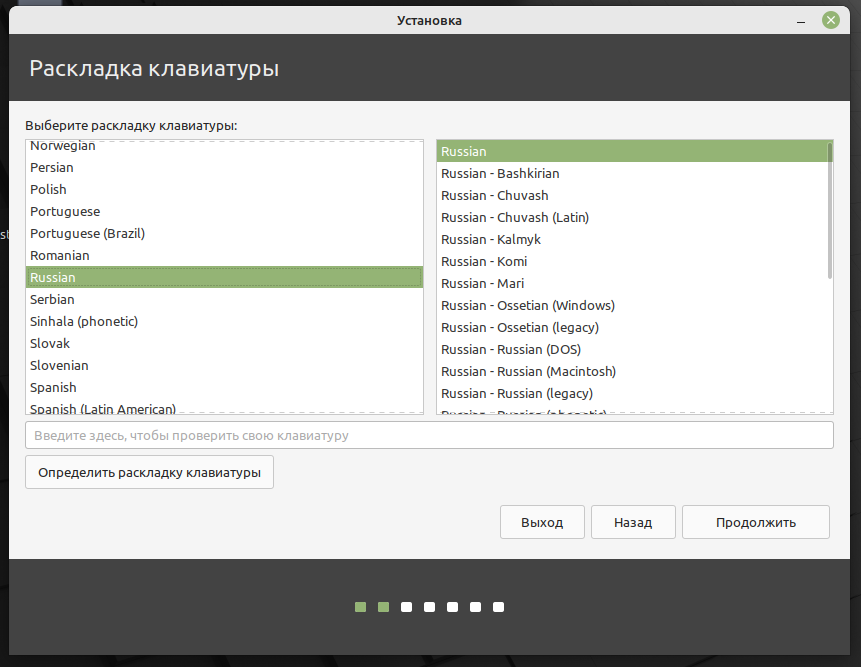 Установка
Раскладка клавиатуры
Выберите раскладку клавиатуры:
Norwegian
Persian
Polish
Portuguese
Portuguese (Brazil)
Romanian
Russian
Serbian
Sinhala (phonetic)
Slovak
Slovenian
Spanish
Spanish (Latin American)
Russian
Russian - Bashkirian
Russian - Chuvash
Russian - Chuvash (Latin)
Russian - Kalmyk
Russian - Komi
Russian - Mari
Russian - Ossetian (Windows)
Russian - Ossetian (legacy)
Russian - Russian (DOS)
Russian - Russian (Macintosh)
Russian - Russian (legacy)
Russian - Russian (phonetic)
Введите здесь, чтобы проверить свою клавиатуру
Определить раскладку клавиатуры
Выход
Назад
Продолжить